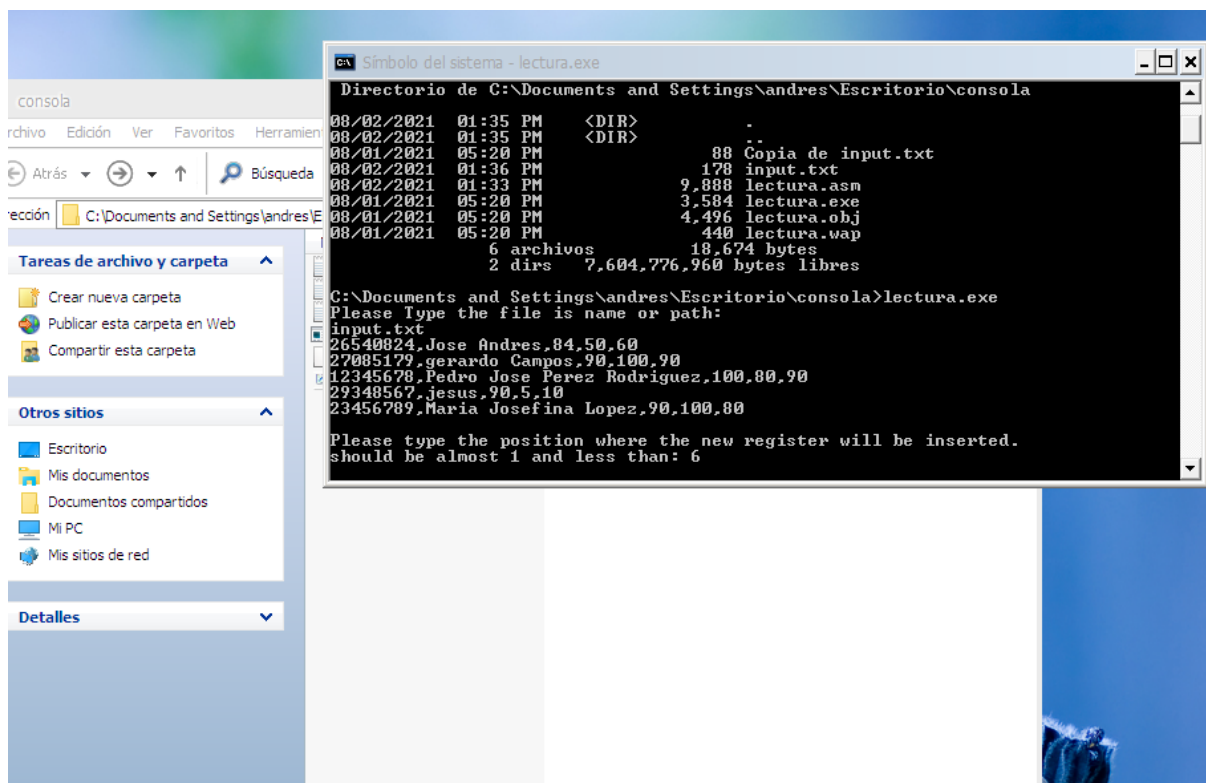 consola
rchivo Edición Ver Favoritos Herramien
Atrás Búsqueda
rección C:\Documents and Settings\andres\E
Tareas de archivo y carpeta
Crear nueva carpeta
Publicar esta carpeta en Web
Compartir esta carpeta
Otros sitios
Escritorio
Mis documentos
Documentos compartidos
Mi PC
Mis sitios de red
Detalles
Símbolo del sistema - lectura.exe
Directorio de C:\Documents and Settings\andres\Escritorio\consola
08/02/2021 01:35 PM <DIR> .
08/02/2021 01:35 PM <DIR> ..
08/01/2021 05:20 PM 88 Copia de input.txt
08/02/2021 01:36 PM 178 input.txt
08/02/2021 01:33 PM 9,888 lectura.asm
08/01/2021 05:20 PM 3,584 lectura.exe
08/01/2021 05:20 PM 4,496 lectura.obj
08/01/2021 05:20 PM 440 lectura.wap
6 archivos 18,674 bytes
2 dirs 7,604,776,960 bytes libres
C:\Documents and Settings\andres\Escritorio\consola>lectura.exe
Please Type the file is name or path:
input.txt
26540824,Jose Andres,84,50,60
27085179,gerardo Campos,90,100,90
12345678,Pedro Jose Perez Rodriguez,100,80,90
29348567,jesus,90,5,10
23456789,Maria Josefina Lopez,90,100,80
Please type the position where the new register will be inserted.
should be almost 1 and less than: 6